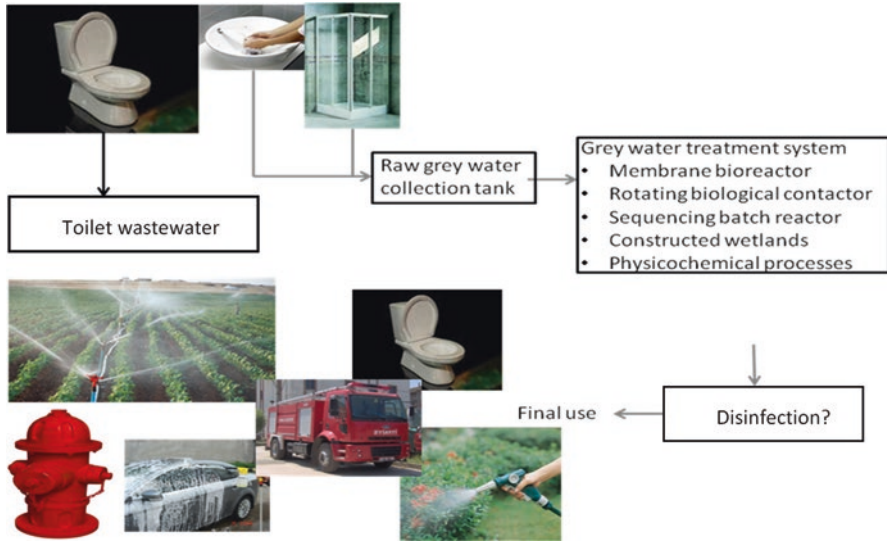 Raw grey water
collection tank
Grey water treatment system
• Membrane bioreactor
• Rotating biological contactor
• Sequencing batch reactor
• Constructed wetlands
• Physicochemical processes
Toilet wastewater
Final use
Disinfection?